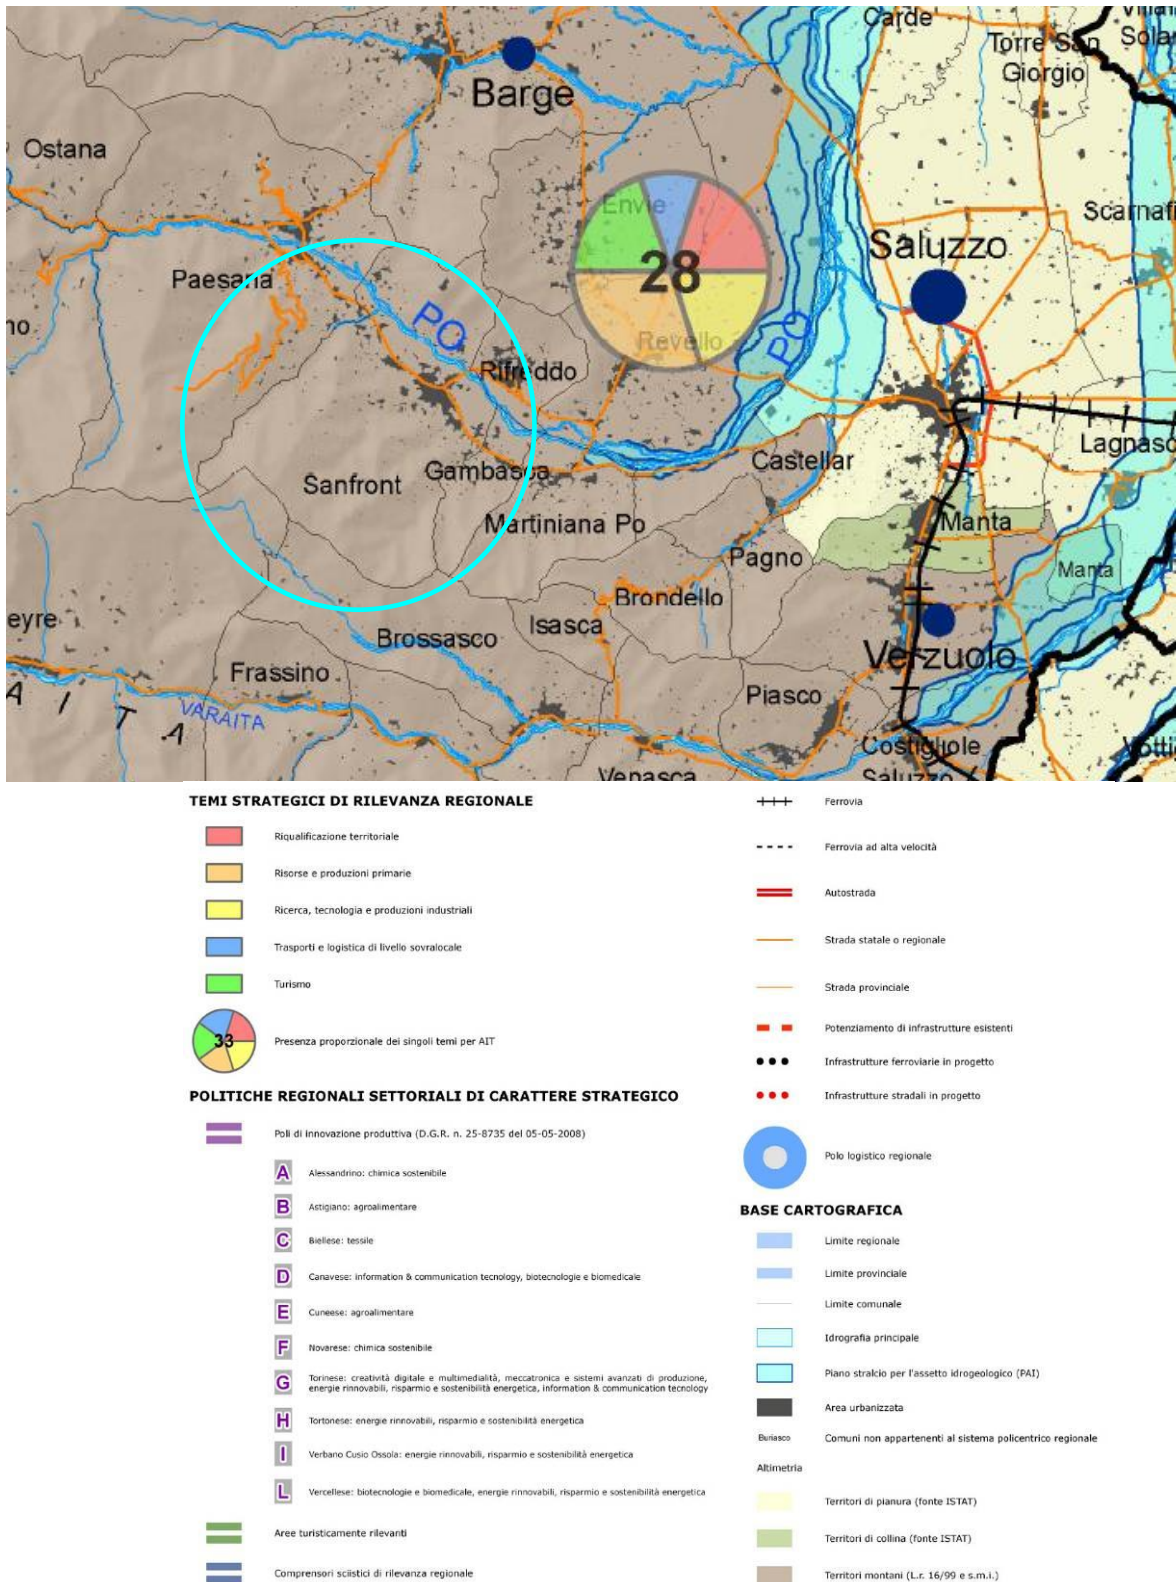 Carde
Villar
Torre San
Giorgio
Solar
Barge
Ostana
Envie
Scarnafi
Saluzzo
28
Paesana
PO
PO
no
Revello
Rifreddo
Lagnasc
Castellar
Gambasca
Sanfront
Martiniana Po
Manta
Pagno
Manta
Brondello
eyre
Isasca
Brossasco
Verzuolo
Frassino
Piasco
A I T A
VARAITA
Costigliole
Saluzzo
Vottig
Venasca
TEMI STRATEGICI DI RILEVANZA REGIONALE
Riqualificazione territoriale
Risorse e produzioni primarie
Ricerca, tecnologia e produzioni industriali
Trasporti e logistica di livello sovralocale
Turismo
33
Presenza proporzionale dei singoli temi per AIT
POLITICHE REGIONALI SETTORIALI DI CARATTERE STRATEGICO
Poli di innovazione produttiva (D.G.R. n. 25-8735 del 05-05-2008)
A Alessandrino: chimica sostenibile
B Astigiano: agroalimentare
C Biellese: tessile
D Canavese: information & communication tecnology, biotecnologie e biomedicale
E Cuneese: agroalimentare
F Novarese: chimica sostenibile
G Torinese: creatività digitale e multimedialità, meccatronica e sistemi avanzati di produzione,
energie rinnovabili, risparmio e sostenibilità energetica, information & communication tecnology
H Tortonese: energie rinnovabili, risparmio e sostenibilità energetica
I Verbano Cusio Ossola: energie rinnovabili, risparmio e sostenibilità energetica
L Vercellese: biotecnologie e biomedicale, energie rinnovabili, risparmio e sostenibilità energetica
Aree turisticamente rilevanti
Comprensori sciistici di rilevanza regionale
Ferrovia
Ferrovia ad alta velocità
Autostrada
Strada statale o regionale
Strada provinciale
Potenziamento di infrastrutture esistenti
Infrastrutture ferroviarie in progetto
Infrastrutture stradali in progetto
Polo logistico regionale
BASE CARTOGRAFICA
Limite regionale
Limite provinciale
Limite comunale
Idrografia principale
Piano stralcio per l'assetto idrogeologico (PAI)
Area urbanizzata
Buriasco Comuni non appartenenti al sistema policentrico regionale
Altimetria
Territori di pianura (fonte ISTAT)
Territori di collina (fonte ISTAT)
Territori montani (L.r. 16/99 e s.m.i.)